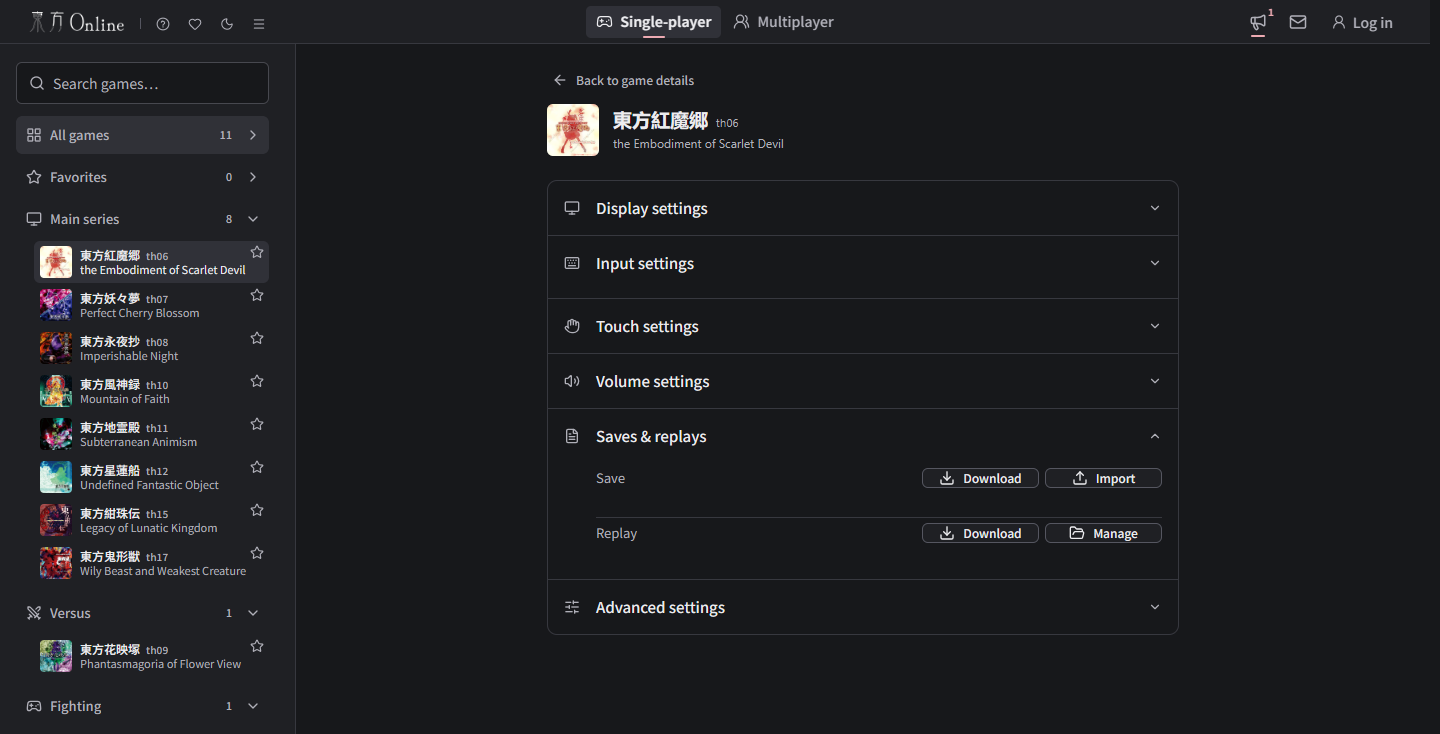 東方 Online
Single-player
Multiplayer
1
Log in
Search games…
All games 11
Favorites 0
Main series 8
東方紅魔郷 th06
the Embodiment of Scarlet Devil
東方妖々夢 th07
Perfect Cherry Blossom
東方永夜抄 th08
Imperishable Night
東方風神録 th10
Mountain of Faith
東方地霊殿 th11
Subterranean Animism
東方星蓮船 th12
Undefined Fantastic Object
東方紺珠伝 th15
Legacy of Lunatic Kingdom
東方鬼形獣 th17
Wily Beast and Weakest Creature
Versus 1
東方花映塚 th09
Phantasmagoria of Flower View
Fighting 1
Back to game details
東方紅魔郷 th06
the Embodiment of Scarlet Devil
Display settings
Input settings
Touch settings
Volume settings
Saves & replays
Save Download Import
Replay Download Manage
Advanced settings